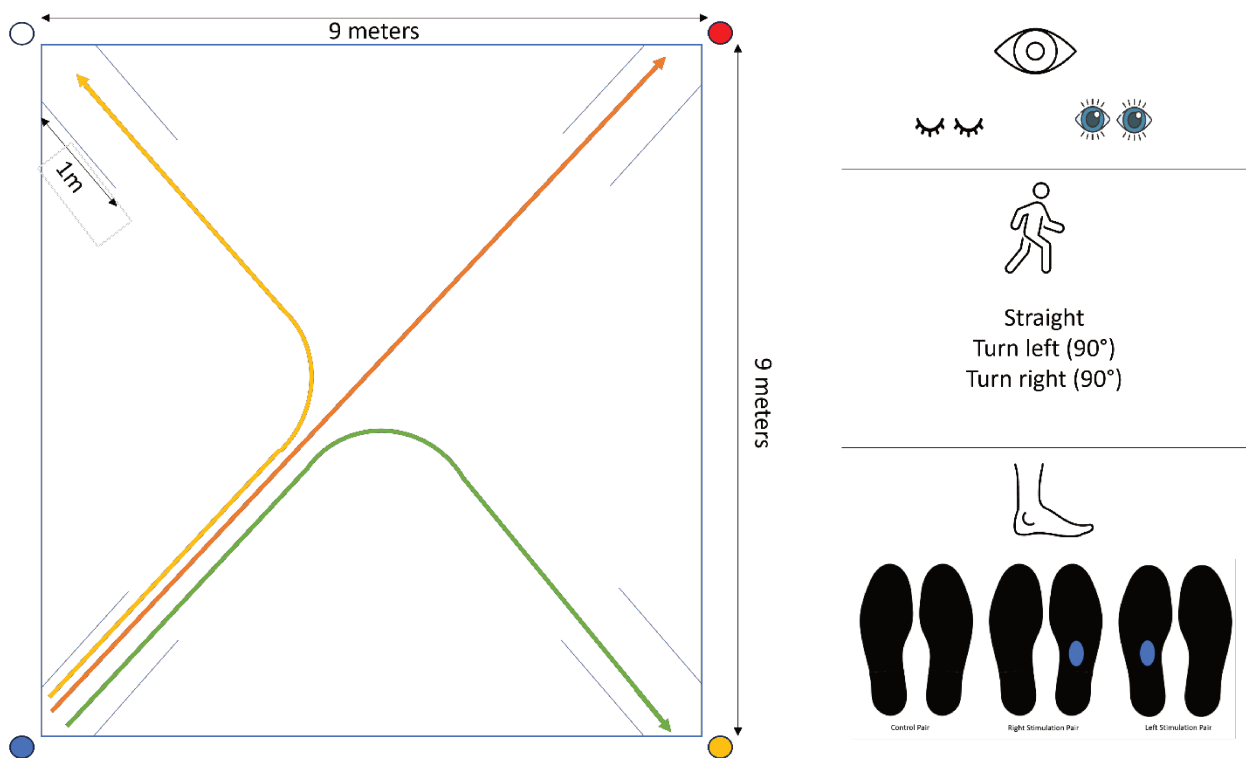 9 meters
1m
9 meters
Straight
Turn left (90°)
Turn right (90°)
Control Pair
Right Stimulation Pair
Left Stimulation Pair